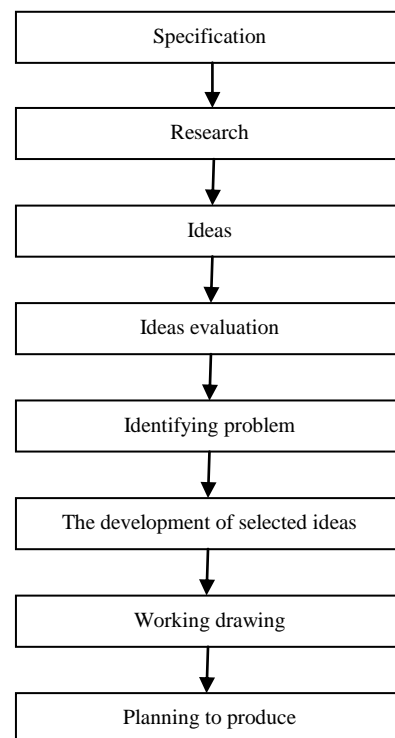 Specification
Research
Ideas
Ideas evaluation
Identifying problem
The development of selected ideas
Working drawing
Planning to produce